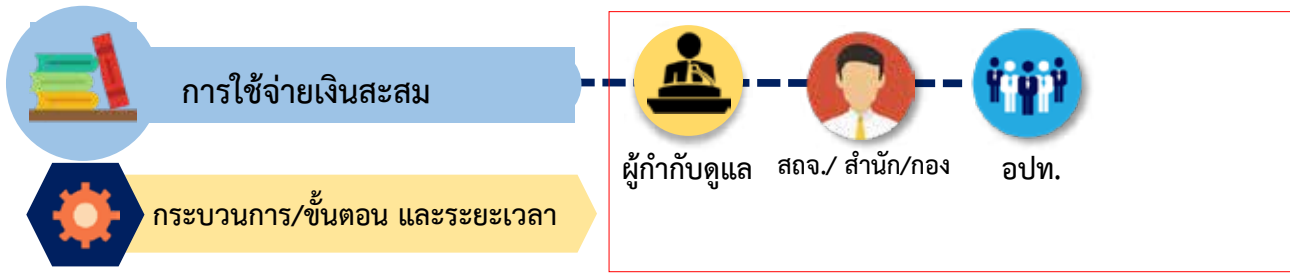 การใช้จ่ายเงินสะสม
ผู้กำกับดูแล
สถจ./ สำนัก/กอง
อปท.
กระบวนการ/ขั้นตอน และระยะเวลา